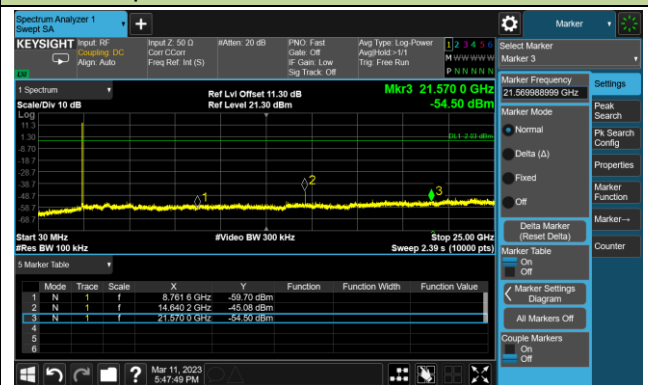 Spectrum Analyzer 1
Swept SA
+
Marker
KEYSIGHT
Input: RF
Coupling: DC
Align: Auto
Input Z: 50 Ω
Corr CCorr
Freq Ref: Int (S)
#Atten: 20 dB
PNO: Fast
Gate: Off
IF Gain: Low
Sig Track: Off
Avg Type: Log-Power
Avg|Hold:>1/1
Trig: Free Run
1 2 3 4 5 6
M W W W W W
P N N N N N
Select Marker
Marker 3
1 Spectrum
Scale/Div 10 dB
Log
Ref Lvl Offset 11.30 dB
Ref Level 21.30 dBm
Mkr3 21.570 0 GHz
-54.50 dBm
11.3
1.30
-8.70
-18.7
-28.7
-38.7
-48.7
-58.7
-68.7
1
2
3
Start 30 MHz
#Res BW 100 kHz
#Video BW 300 kHz
Stop 25.00 GHz
Sweep 2.39 s (10000 pts)
5 Marker Table
Mode Trace Scale X Y Function Function Width Function Value
1 N 1 f 8.761 6 GHz -59.70 dBm
2 N 1 f 14.640 2 GHz -45.08 dBm
3 N 1 f 21.570 0 GHz -54.50 dBm
4
5
6
Marker Frequency
21.569988999 GHz
Marker Mode
Normal
Delta (Δ)
Fixed
Off
Delta Marker
(Reset Delta)
Marker Table
On
Off
Marker Settings
Diagram
All Markers Off
Couple Markers
On
Off
Settings
Peak
Search
Pk Search
Config
Properties
Marker
Function
Marker→
Counter
?
Mar 11, 2023
5:47:49 PM